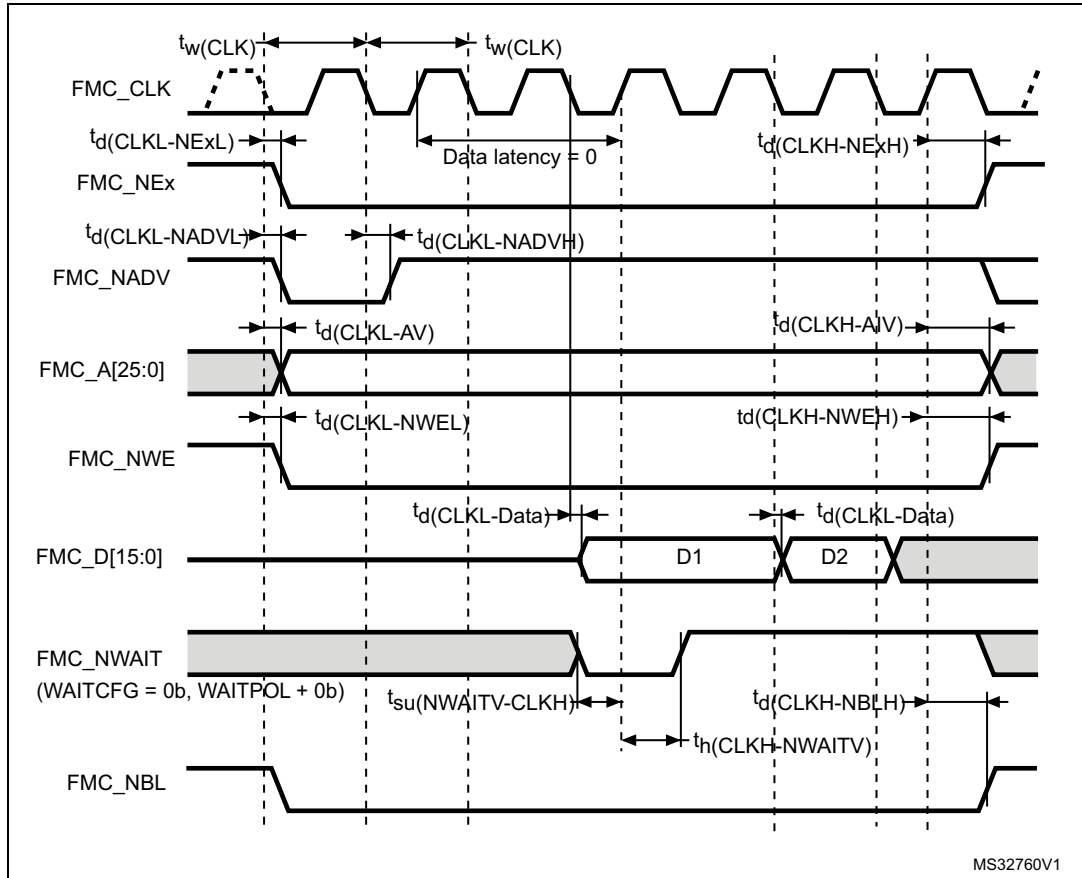 tw(CLK) tw(CLK)
FMC_CLK
td(CLKL-NExL) Data latency = 0 td(CLKH-NExH)
FMC_NEx
td(CLKL-NADVL) td(CLKL-NADVH)
FMC_NADV
td(CLKL-AV) td(CLKH-AIV)
FMC_A[25:0]
td(CLKL-NWEL) td(CLKH-NWEH)
FMC_NWE
td(CLKL-Data) td(CLKL-Data)
FMC_D[15:0] D1 D2
FMC_NWAIT
(WAITCFG = 0b, WAITPOL + 0b)
tsu(NWAITV-CLKH) td(CLKH-NBLH)
th(CLKH-NWAITV)
FMC_NBL
MS32760V1